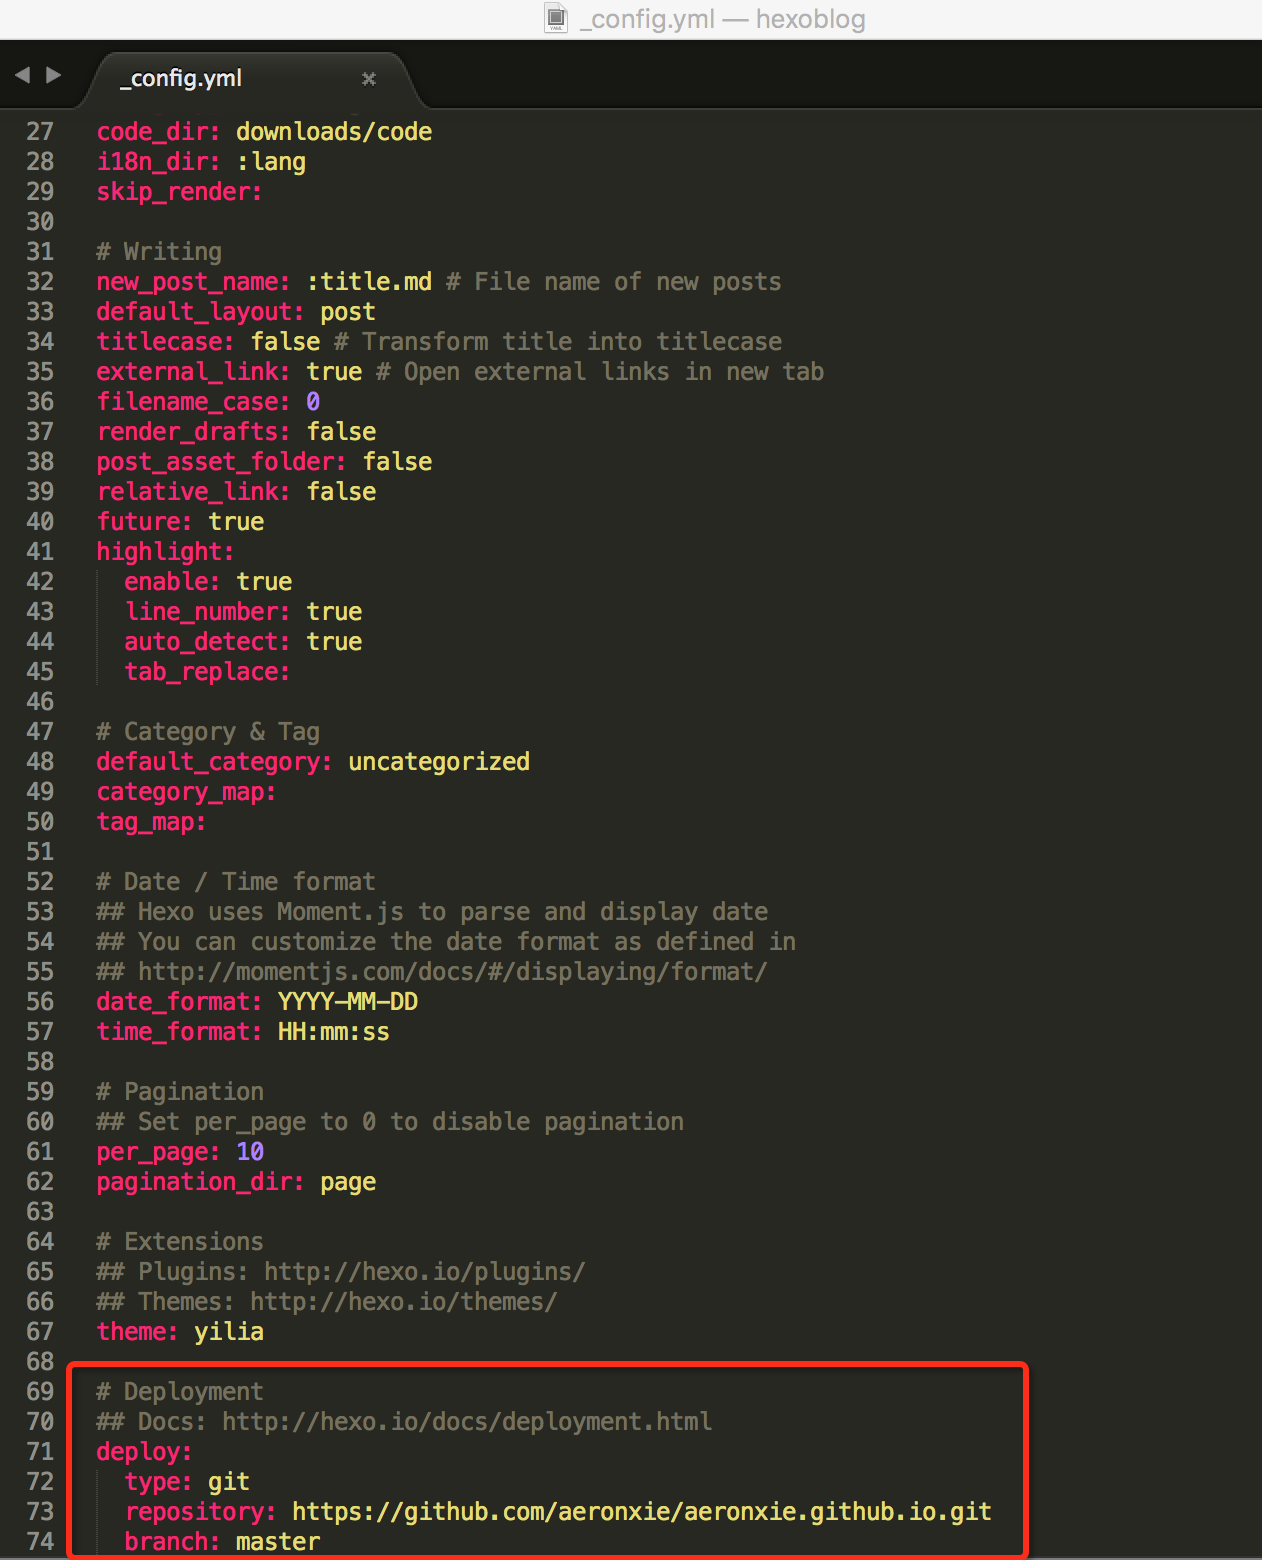 _config.yml — hexoblog
_config.yml
27 code_dir: downloads/code
28 i18n_dir: :lang
29 skip_render:
30
31 # Writing
32 new_post_name: :title.md # File name of new posts
33 default_layout: post
34 titlecase: false # Transform title into titlecase
35 external_link: true # Open external links in new tab
36 filename_case: 0
37 render_drafts: false
38 post_asset_folder: false
39 relative_link: false
40 future: true
41 highlight:
42   enable: true
43   line_number: true
44   auto_detect: true
45   tab_replace:
46
47 # Category & Tag
48 default_category: uncategorized
49 category_map:
50 tag_map:
51
52 # Date / Time format
53 ## Hexo uses Moment.js to parse and display date
54 ## You can customize the date format as defined in
55 ## http://momentjs.com/docs/#/displaying/format/
56 date_format: YYYY-MM-DD
57 time_format: HH:mm:ss
58
59 # Pagination
60 ## Set per_page to 0 to disable pagination
61 per_page: 10
62 pagination_dir: page
63
64 # Extensions
65 ## Plugins: http://hexo.io/plugins/
66 ## Themes: http://hexo.io/themes/
67 theme: yilia
68
69 # Deployment
70 ## Docs: http://hexo.io/docs/deployment.html
71 deploy:
72   type: git
73   repository: https://github.com/aeronxie/aeronxie.github.io.git
74   branch: master